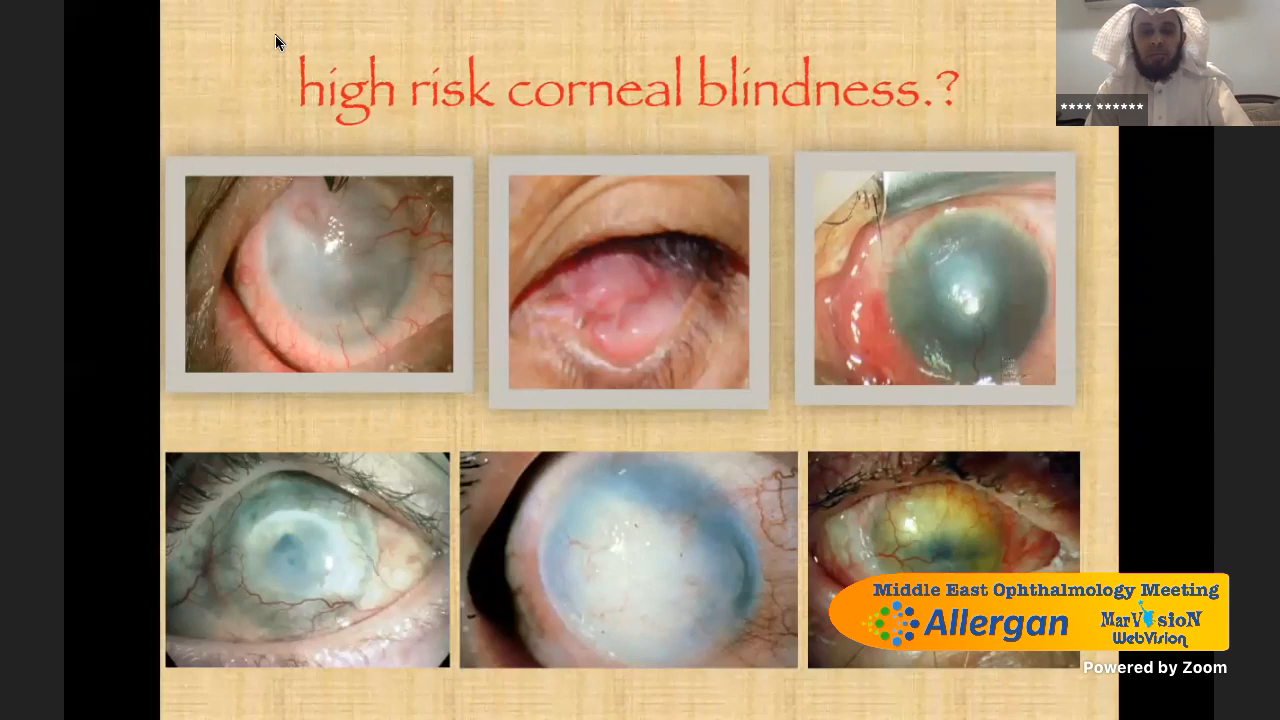 high risk corneal blindness.?
**** ******
Middle East Ophthalmology Meeting
Allergan
MarVisioN
WebVision
Powered by Zoom